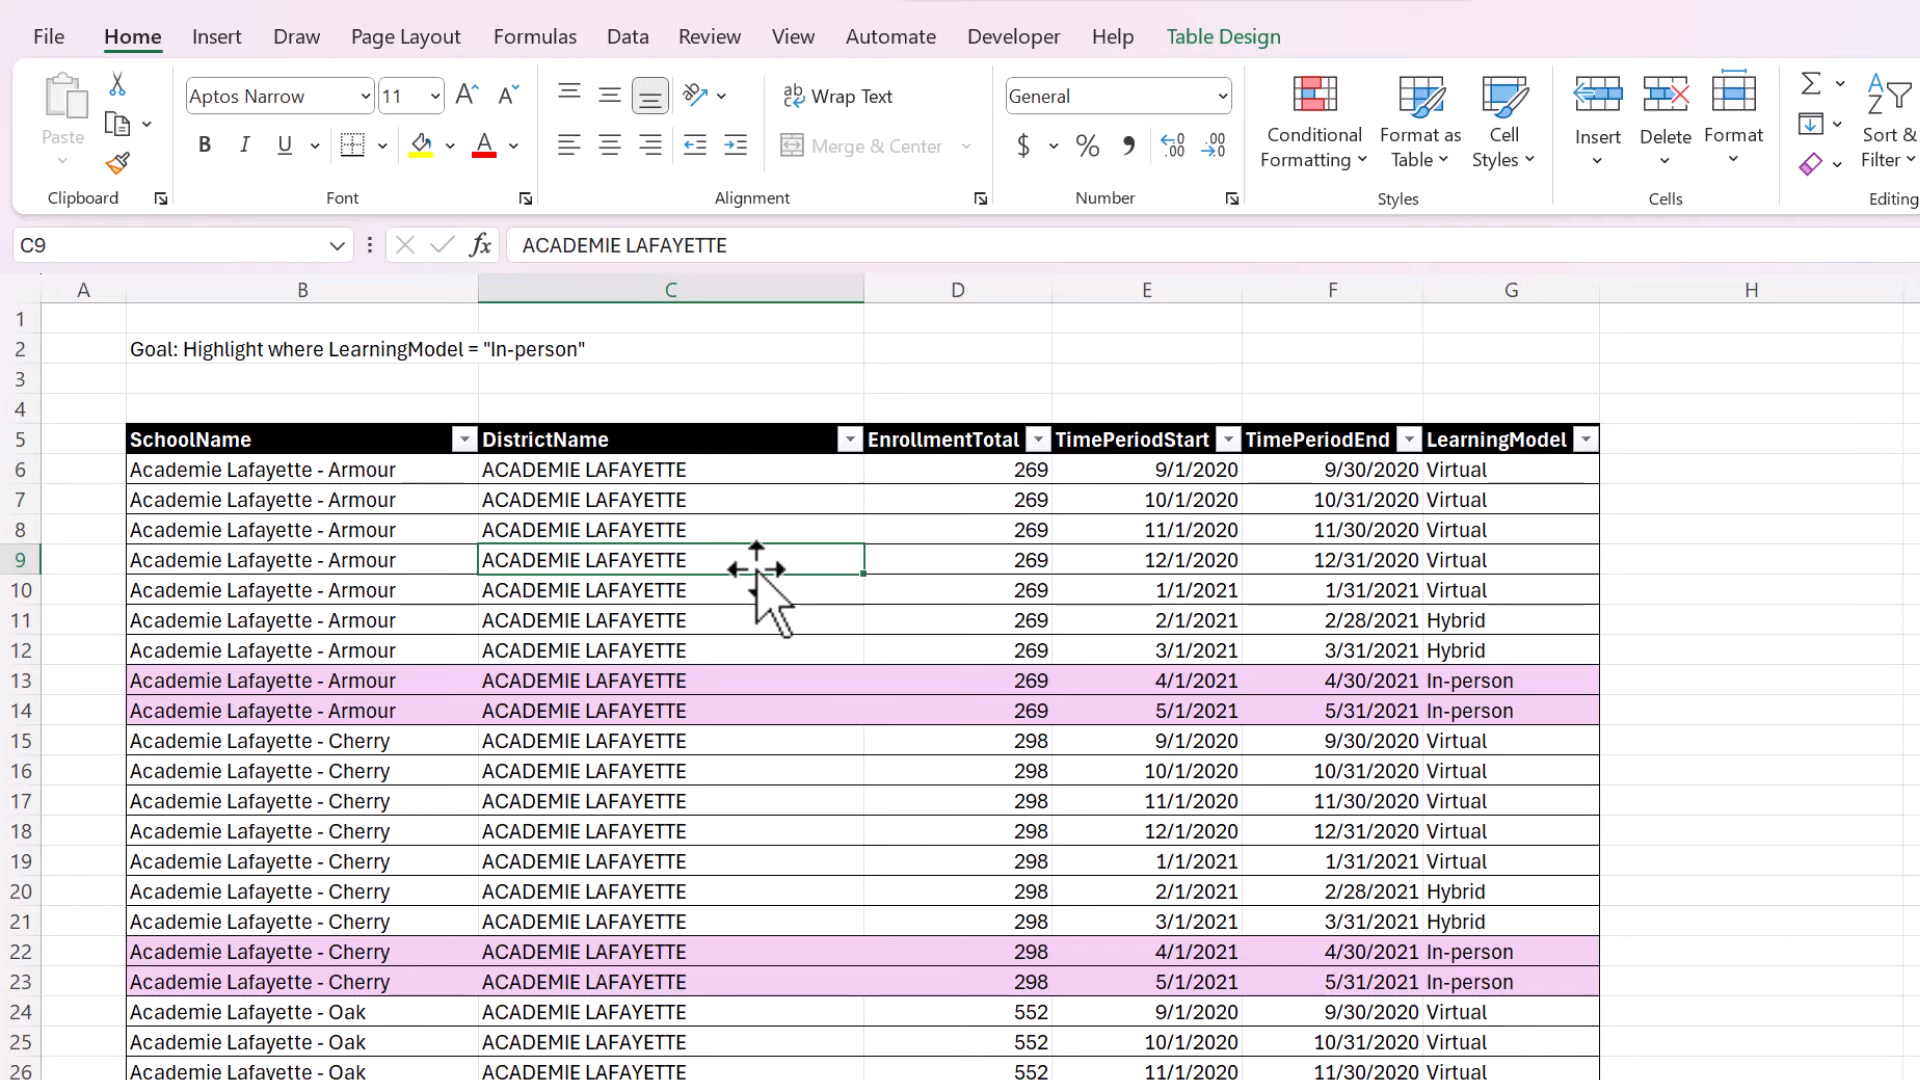 File Home Insert Draw Page Layout Formulas Data Review View Automate Developer Help Table Design
Aptos Narrow 11 A A ab Wrap Text General A
c
Paste B I U A Merge & Center $ % , .0 .00 Conditional Formatting Format as Table Cell Styles Insert Delete Format Σ Z Sort & Filter
.00 .0
Clipboard Font Alignment Number Styles Cells Editing
C9 fx ACADEMIE LAFAYETTE
A B C D E F G H
1
2 Goal: Highlight where LearningModel = "In-person"
3
4
5 SchoolName DistrictName EnrollmentTotal TimePeriodStart TimePeriodEnd LearningModel
6 Academie Lafayette - Armour ACADEMIE LAFAYETTE 269 9/1/2020 9/30/2020 Virtual
7 Academie Lafayette - Armour ACADEMIE LAFAYETTE 269 10/1/2020 10/31/2020 Virtual
8 Academie Lafayette - Armour ACADEMIE LAFAYETTE 269 11/1/2020 11/30/2020 Virtual
9 Academie Lafayette - Armour ACADEMIE LAFAYETTE 269 12/1/2020 12/31/2020 Virtual
10 Academie Lafayette - Armour ACADEMIE LAFAYETTE 269 1/1/2021 1/31/2021 Virtual
11 Academie Lafayette - Armour ACADEMIE LAFAYETTE 269 2/1/2021 2/28/2021 Hybrid
12 Academie Lafayette - Armour ACADEMIE LAFAYETTE 269 3/1/2021 3/31/2021 Hybrid
13 Academie Lafayette - Armour ACADEMIE LAFAYETTE 269 4/1/2021 4/30/2021 In-person
14 Academie Lafayette - Armour ACADEMIE LAFAYETTE 269 5/1/2021 5/31/2021 In-person
15 Academie Lafayette - Cherry ACADEMIE LAFAYETTE 298 9/1/2020 9/30/2020 Virtual
16 Academie Lafayette - Cherry ACADEMIE LAFAYETTE 298 10/1/2020 10/31/2020 Virtual
17 Academie Lafayette - Cherry ACADEMIE LAFAYETTE 298 11/1/2020 11/30/2020 Virtual
18 Academie Lafayette - Cherry ACADEMIE LAFAYETTE 298 12/1/2020 12/31/2020 Virtual
19 Academie Lafayette - Cherry ACADEMIE LAFAYETTE 298 1/1/2021 1/31/2021 Virtual
20 Academie Lafayette - Cherry ACADEMIE LAFAYETTE 298 2/1/2021 2/28/2021 Hybrid
21 Academie Lafayette - Cherry ACADEMIE LAFAYETTE 298 3/1/2021 3/31/2021 Hybrid
22 Academie Lafayette - Cherry ACADEMIE LAFAYETTE 298 4/1/2021 4/30/2021 In-person
23 Academie Lafayette - Cherry ACADEMIE LAFAYETTE 298 5/1/2021 5/31/2021 In-person
24 Academie Lafayette - Oak ACADEMIE LAFAYETTE 552 9/1/2020 9/30/2020 Virtual
25 Academie Lafayette - Oak ACADEMIE LAFAYETTE 552 10/1/2020 10/31/2020 Virtual
26 Academie Lafayette - Oak ACADEMIE LAFAYETTE 552 11/1/2020 11/30/2020 Virtual